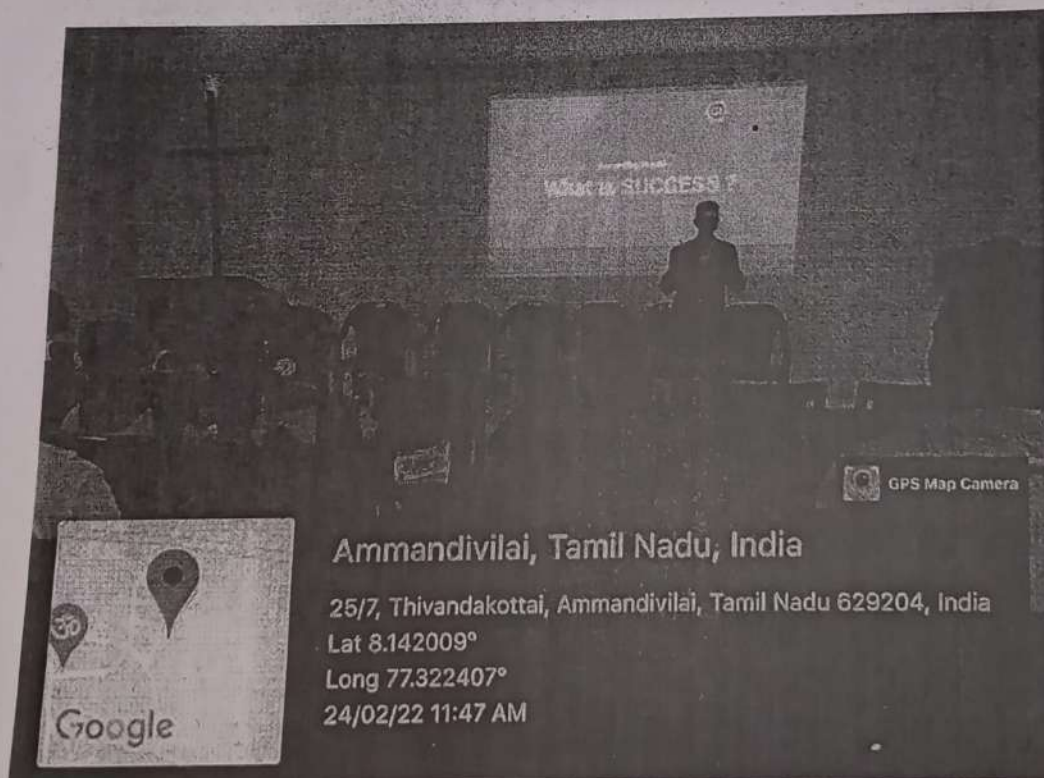 What is SUCCESS ?
GPS Map Camera
Ammandivilai, Tamil Nadu, India
25/7, Thivandakottai, Ammandivilai, Tamil Nadu 629204, India
Lat 8.142009°
Long 77.322407°
24/02/22 11:47 AM
ॐ
Google